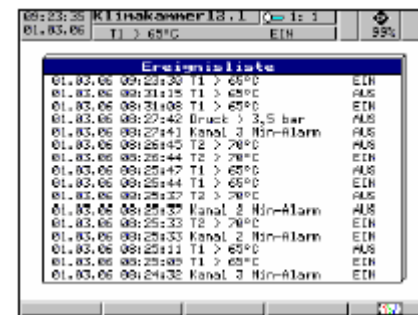 09:23:35 Klimakammer13.1 1: 1
01.03.06 T1 > 65°C EIN 99%
Ereignisliste
01.03.06 09:23:30 T1 > 65°C EIN
01.03.06 08:31:15 T1 > 65°C AUS
01.03.06 08:31:08 T1 > 65°C EIN
01.03.06 08:27:42 Druck > 3,5 bar AUS
01.03.06 08:27:41 Kanal 3 Min-Alarm AUS
01.03.06 08:26:45 T2 > 70°C AUS
01.03.06 08:26:44 T2 > 70°C EIN
01.03.06 08:25:47 T1 > 65°C AUS
01.03.06 08:25:44 T1 > 65°C EIN
01.03.06 08:25:37 T2 > 70°C AUS
01.03.06 08:25:37 Kanal 2 Min-Alarm AUS
01.03.06 08:25:33 T2 > 70°C EIN
01.03.06 08:25:33 Kanal 2 Min-Alarm EIN
01.03.06 08:25:11 T1 > 65°C AUS
01.03.06 08:25:09 T1 > 65°C EIN
01.03.06 08:24:32 Kanal 3 Min-Alarm EIN